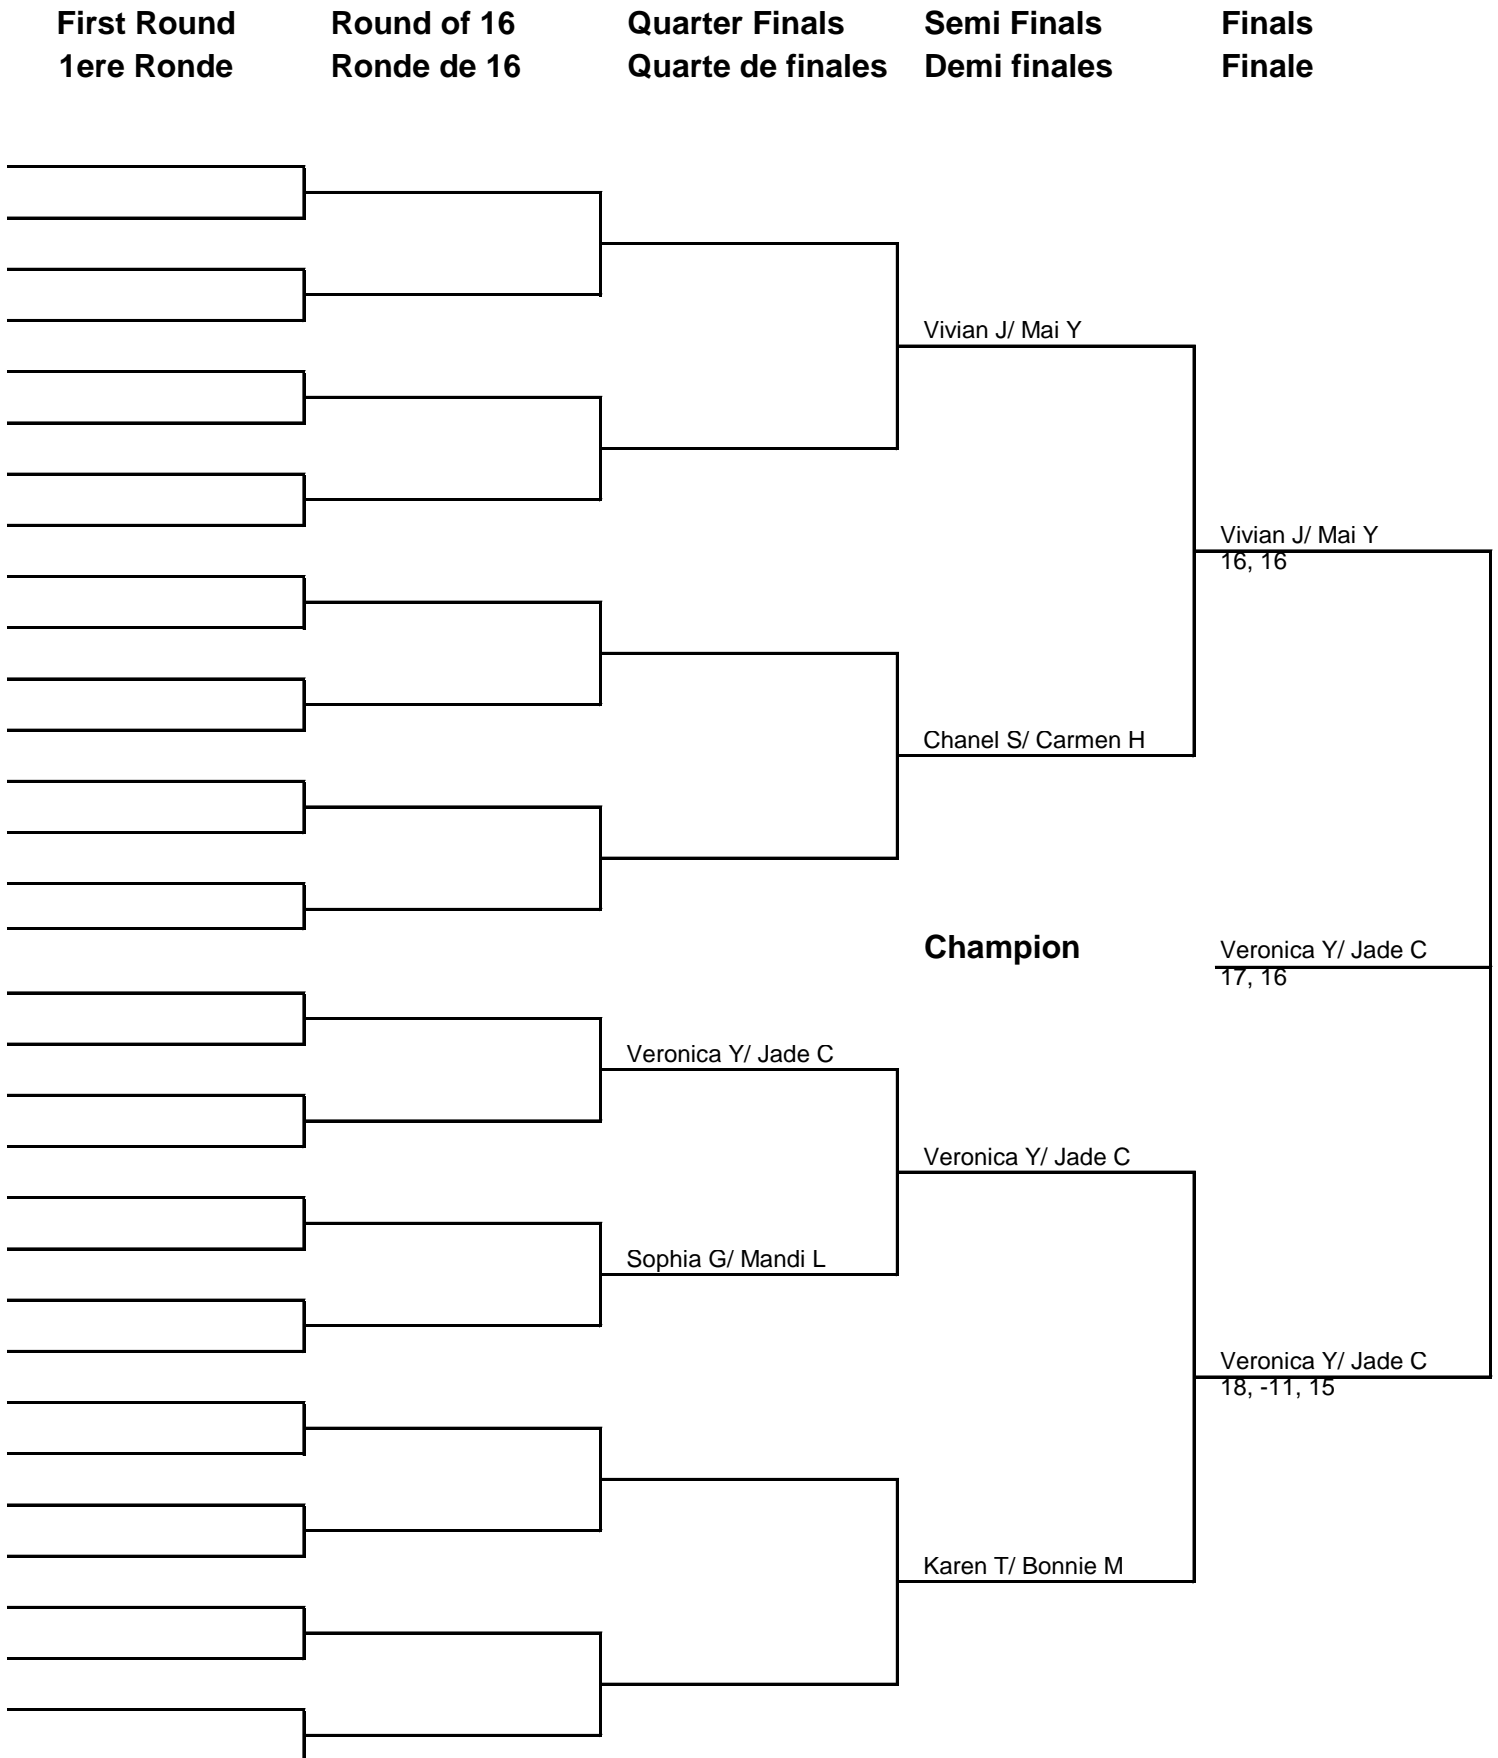 First Round Round of 16 Quarter Finals Semi Finals Finals
1ere Ronde Ronde de 16 Quarte de finales Demi finales Finale
Vivian J/ Mai Y
Vivian J/ Mai Y
16, 16
Chanel S/ Carmen H
Champion Veronica Y/ Jade C
17, 16
Veronica Y/ Jade C
Veronica Y/ Jade C
Sophia G/ Mandi L
Veronica Y/ Jade C
18, -11, 15
Karen T/ Bonnie M